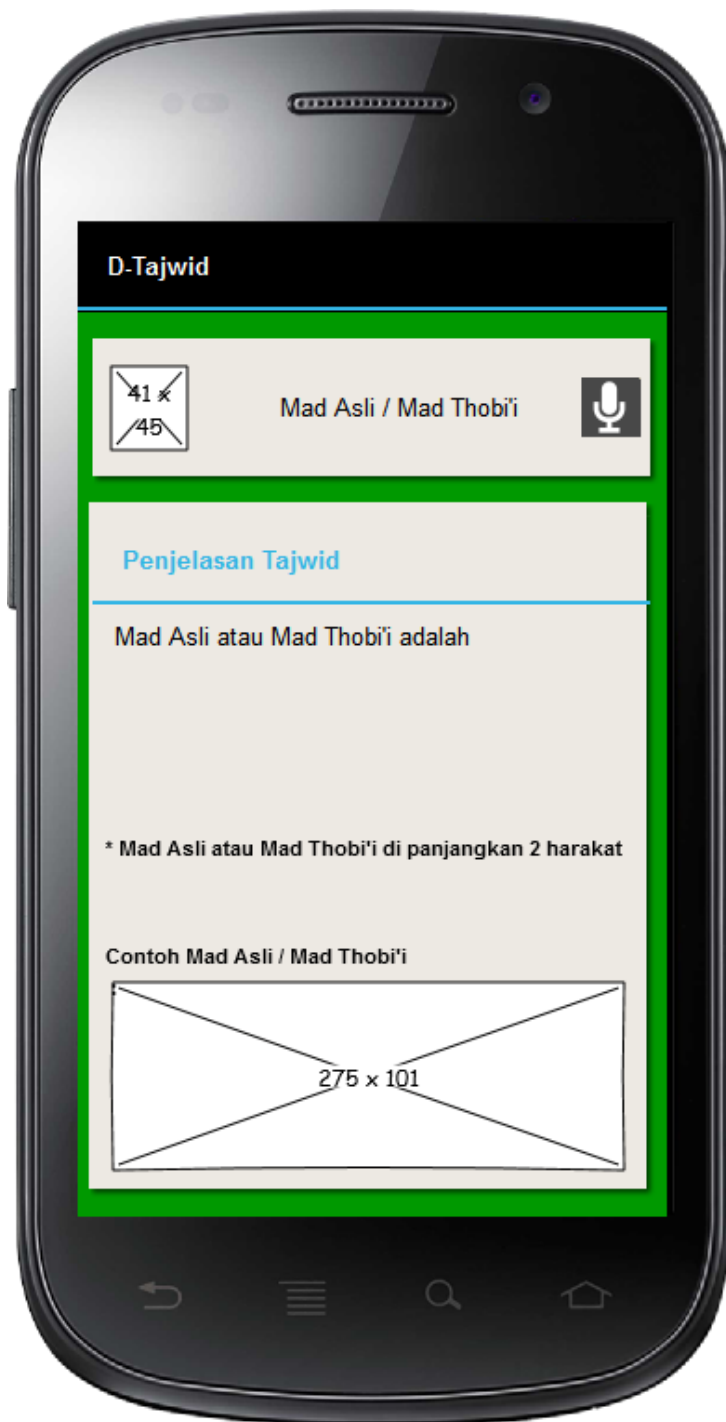 D-Tajwid
41 x
45
Mad Asli / Mad Thobi'i
Penjelasan Tajwid
Mad Asli atau Mad Thobi'i adalah
* Mad Asli atau Mad Thobi'i di panjangkan 2 harakat
Contoh Mad Asli / Mad Thobi'i
275 x 101